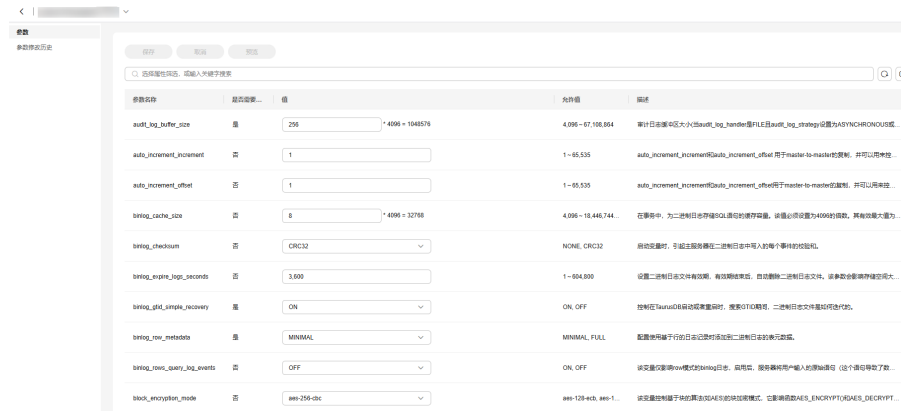 参数
参数修改历史
保存 取消 预览
选择属性筛选，或输入关键字搜索
参数名称 是否需要... 值 允许值 描述
audit_log_buffer_size 是 256 * 4096 = 1048576 4,096 ~ 67,108,864 审计日志缓冲区大小(当audit_log_handler是FILE且audit_log_strategy设置为ASYNCHRONOUS或...
auto_increment_increment 否 1 1 ~ 65,535 auto_increment_increment和auto_increment_offset 用于master-to-master的复制，并可以用来控...
auto_increment_offset 否 1 1 ~ 65,535 auto_increment_increment和auto_increment_offset用于master-to-master的复制，并可以用来控...
binlog_cache_size 否 8 * 4096 = 32768 4,096 ~ 18,446,744... 在事务中，为二进制日志存储SQL语句的缓存容量。该值必须设置为4096的倍数。其有效最大值为...
binlog_checksum 否 CRC32 NONE, CRC32 启动变量时，引起主服务器在二进制日志中写入的每个事件的校验和。
binlog_expire_logs_seconds 否 3,600 1 ~ 604,800 设置二进制日志文件有效期，有效期结束后，自动删除二进制日志文件。该参数会影响存储空间大...
binlog_gtid_simple_recovery 是 ON ON, OFF 控制在TaurusDB启动或者重启时，搜索GTID期间，二进制日志文件是如何迭代的。
binlog_row_metadata 是 MINIMAL MINIMAL, FULL 配置使用基于行的日志记录时添加到二进制日志的表元数据。
binlog_rows_query_log_events 否 OFF ON, OFF 该变量仅影响row模式的binlog日志，启用后，服务器将用户输入的原始语句（这个语句导致了数...
block_encryption_mode 否 aes-256-cbc aes-128-ecb, aes-1... 该变量控制基于块的算法(如AES)的块加密模式，它影响函数AES_ENCRYPT()和AES_DECRYPT...